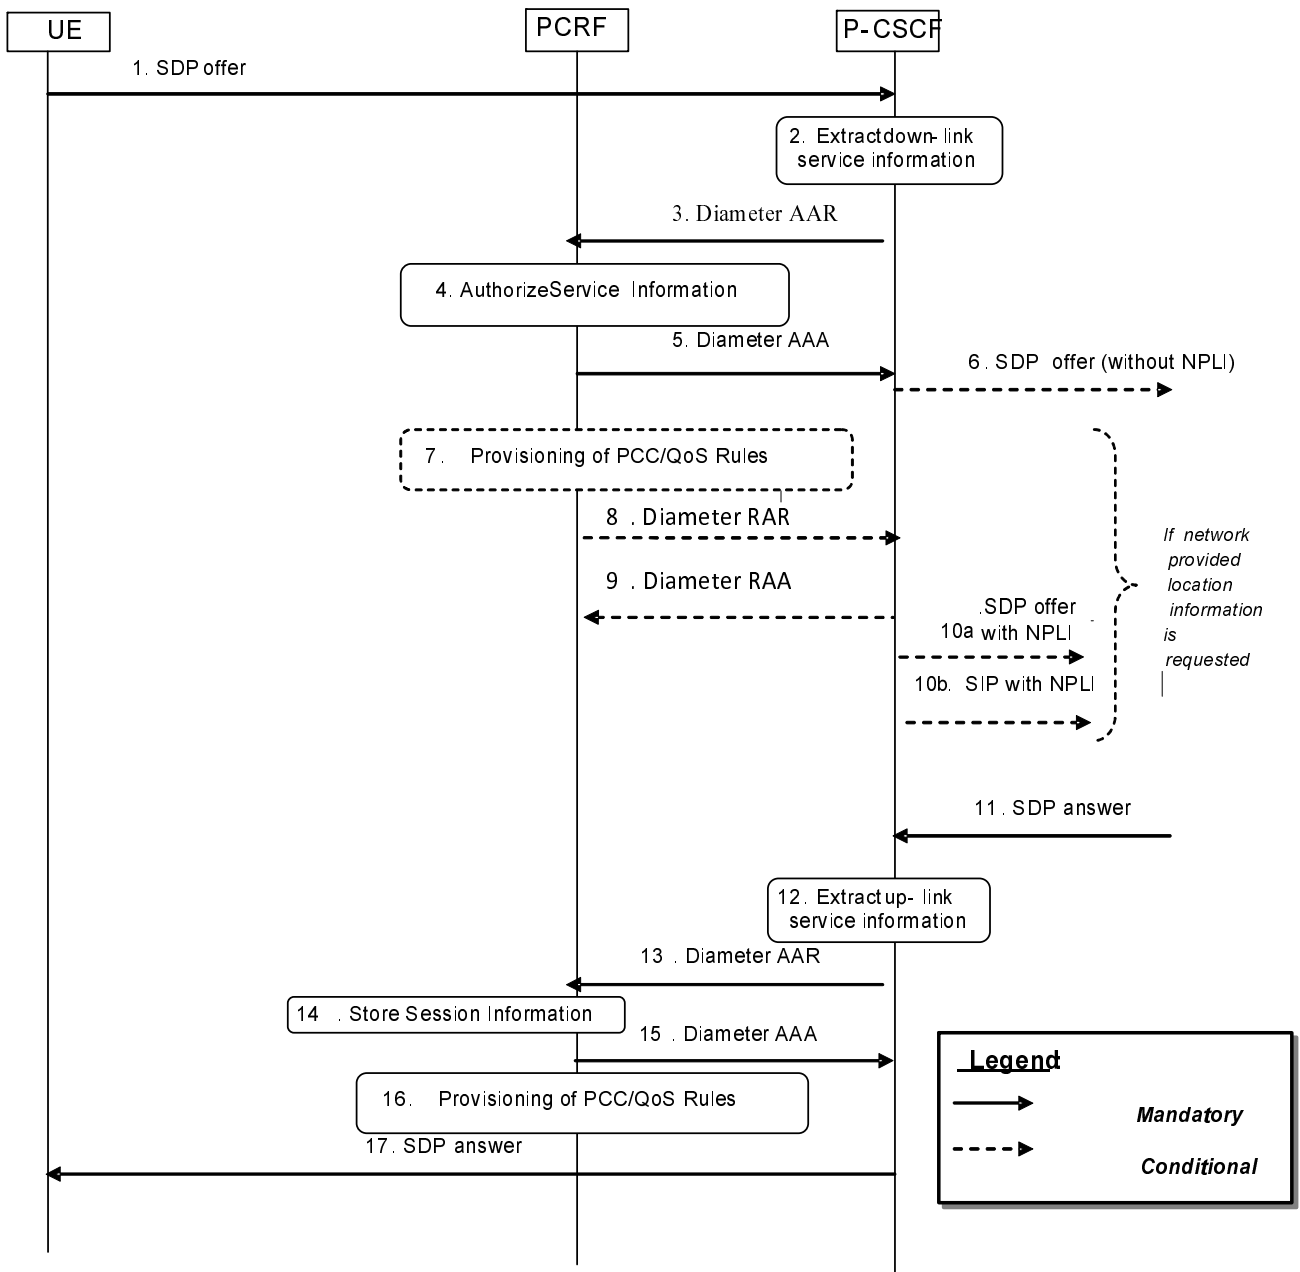 UE
PCRF
P-CSCF
1. SDP offer
2. Extract down-link
service information
3. Diameter AAR
4. Authorize Service Information
5. Diameter AAA
6. SDP offer (without NPLI)
7. Provisioning of PCC/QoS Rules
8. Diameter RAR
9. Diameter RAA
If network
provided
location
information
is
requested
.SDP offer
10a with NPLI
10b. SIP with NPLI
11. SDP answer
12. Extract up-link
service information
13. Diameter AAR
14. Store Session Information
15. Diameter AAA
16. Provisioning of PCC/QoS Rules
17. SDP answer
Legend:
Mandatory
Conditional